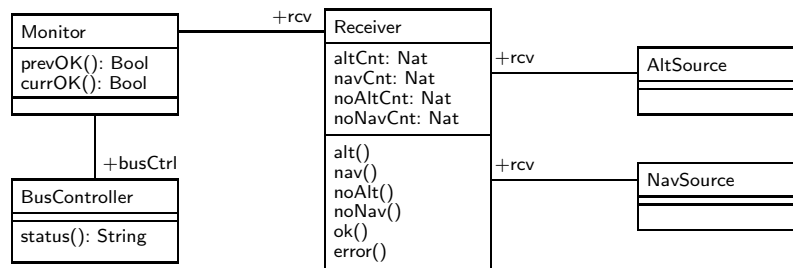 Monitor
prevOK(): Bool
currOK(): Bool
+rcv
Receiver
altCnt: Nat
navCnt: Nat
noAltCnt: Nat
noNavCnt: Nat
alt()
nav()
noAlt()
noNav()
ok()
error()
+rcv
AltSource
+rcv
NavSource
+busCtrl
BusController
status(): String